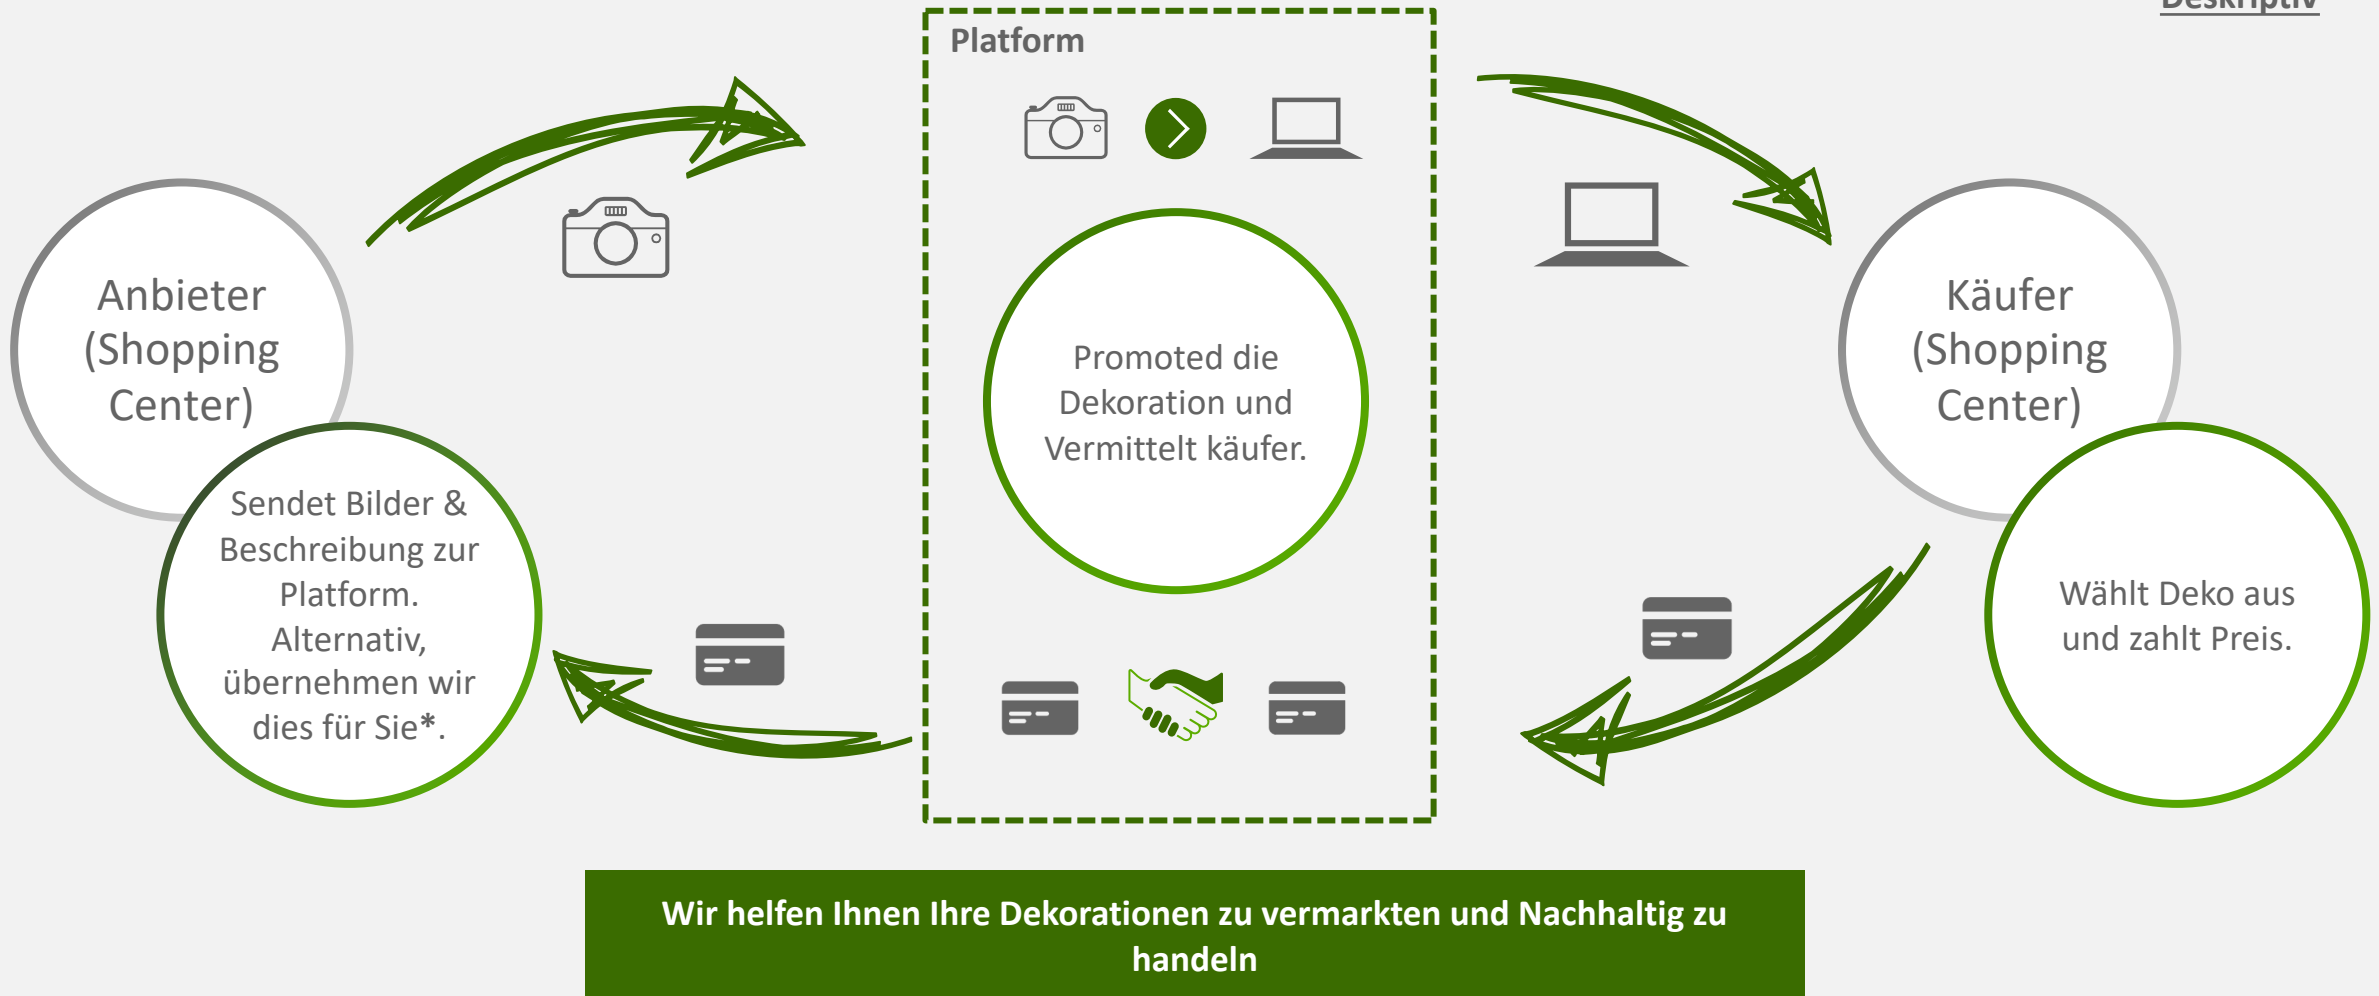 Deskriptiv
Platform
Anbieter
(Shopping
Center)
Sendet Bilder &
Beschreibung zur
Platform.
Alternativ,
übernehmen wir
dies für Sie*.
Promoted die
Dekoration und
Vermittelt käufer.
Käufer
(Shopping
Center)
Wählt Deko aus
und zahlt Preis.
Wir helfen Ihnen Ihre Dekorationen zu vermarkten und Nachhaltig zu
handeln